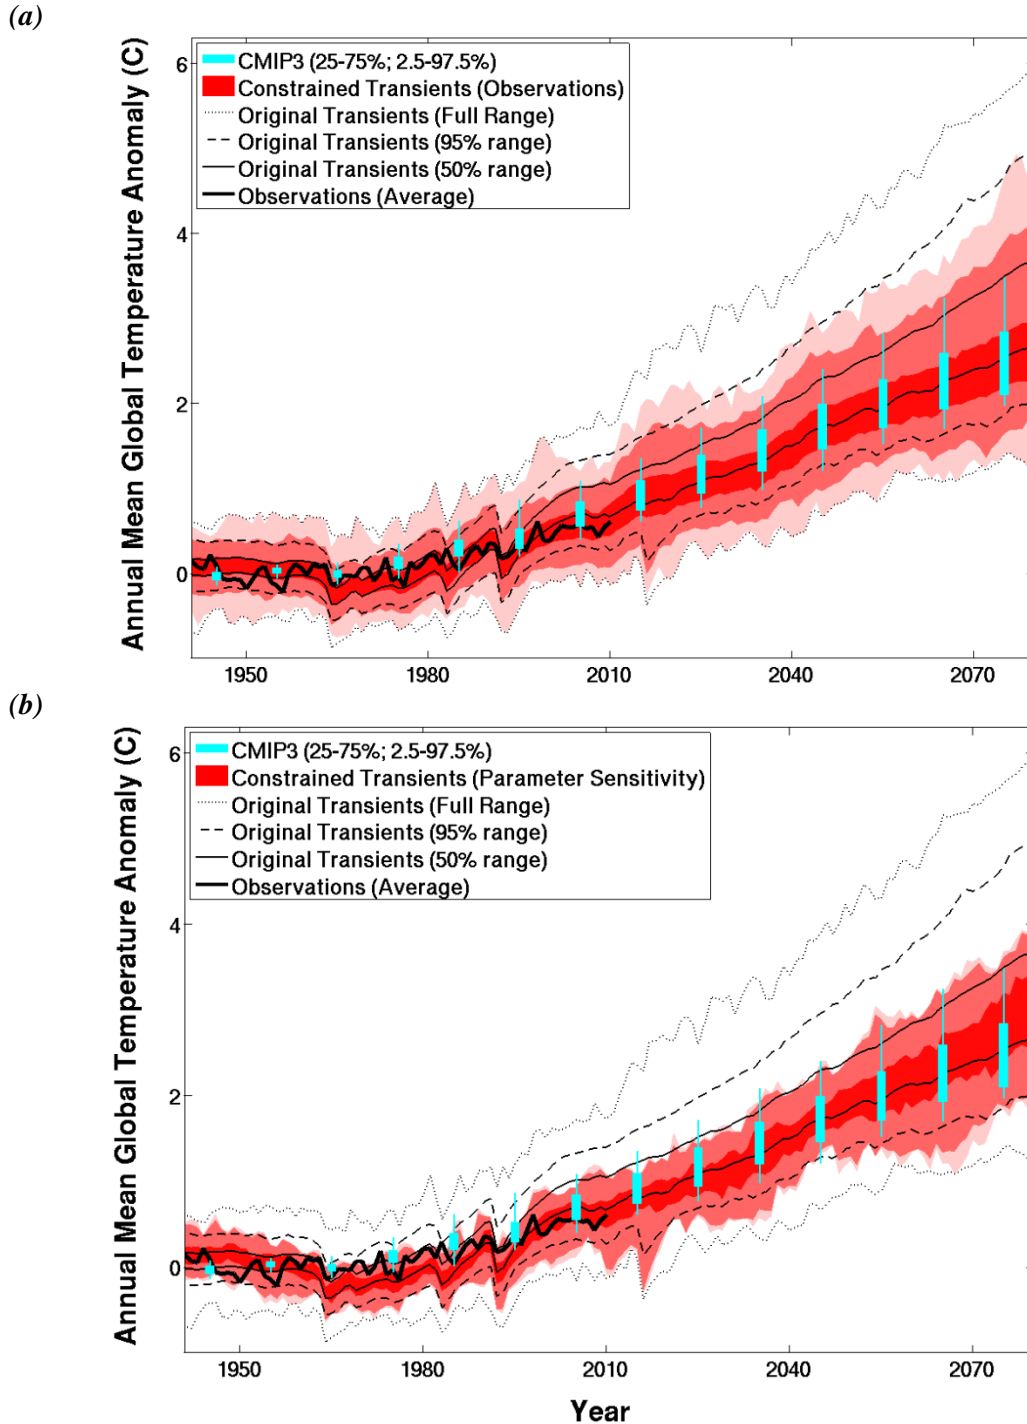 (a)
Annual Mean Global Temperature Anomaly (C)
6
4
2
0
CMIP3 (25-75%; 2.5-97.5%)
Constrained Transients (Observations)
Original Transients (Full Range)
Original Transients (95% range)
Original Transients (50% range)
Observations (Average)
1950
1980
2010
2040
2070
(b)
Annual Mean Global Temperature Anomaly (C)
6
4
2
0
CMIP3 (25-75%; 2.5-97.5%)
Constrained Transients (Parameter Sensitivity)
Original Transients (Full Range)
Original Transients (95% range)
Original Transients (50% range)
Observations (Average)
1950
1980
2010
2040
2070
Year